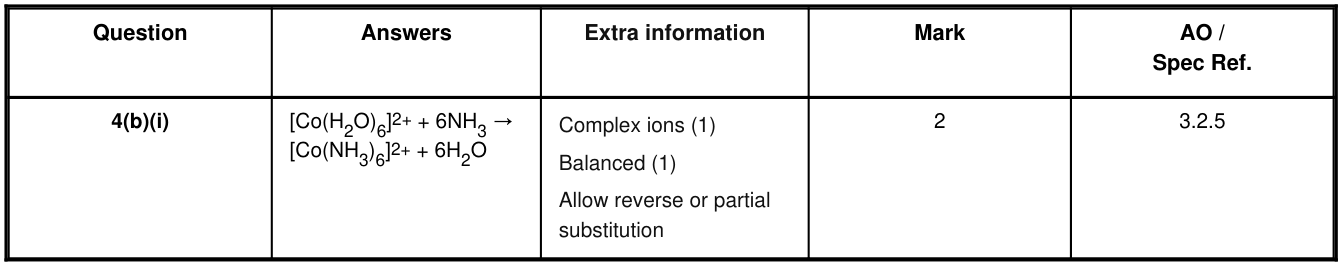 Question Answers Extra information Mark AO /
Spec Ref.
4(b)(i) [Co(H₂O)₆]²⁺ + 6NH₃ → Complex ions (1) 2 3.2.5
[Co(NH₃)₆]²⁺ + 6H₂O
Balanced (1)
Allow reverse or partial
substitution